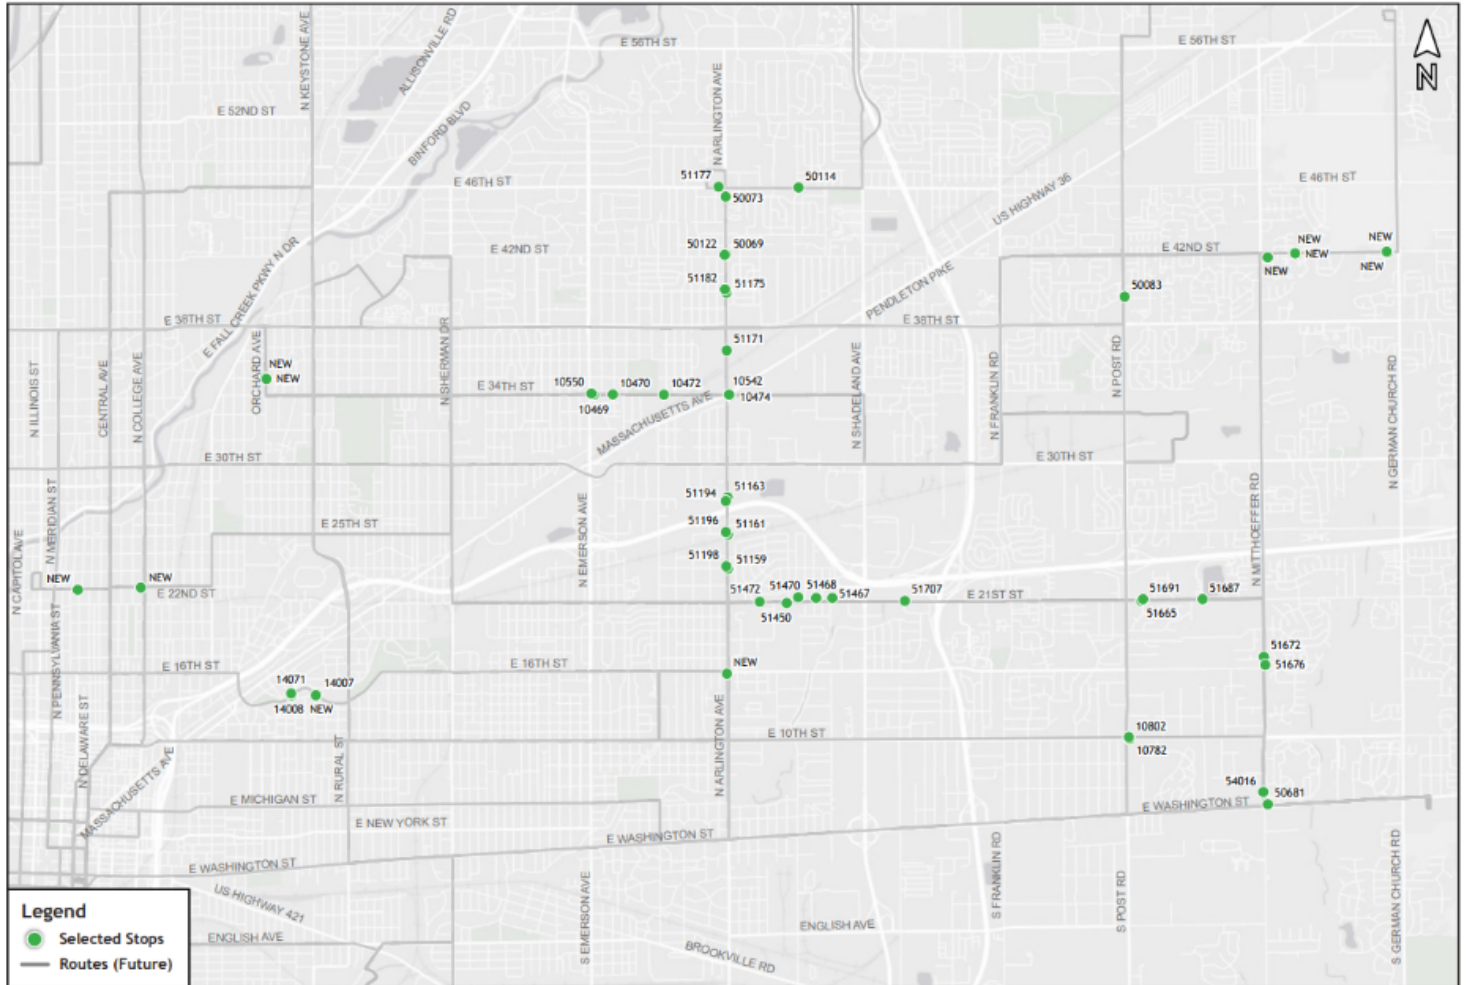 E 56TH ST
E 56TH ST
N KEYSTONE AVE
ALLISONVILLE RD
N ARLINGTON AVE
N
E 52ND ST
BINFORD BLVD
E 46TH ST
51177
50114
50073
US HIGHWAY 36
E 46TH ST
E 42ND ST
50122
50069
E 42ND ST
NEW
NEW
NEW
NEW
NEW
E FALL CREEK PKWY N DR
51182
51175
PENDLETON PIKE
50083
E 38TH ST
E 38TH ST
51171
N ILLINOIS ST
CENTRAL AVE
N COLLEGE AVE
ORCHARD AVE
NEW
NEW
N SHERMAN DR
E 34TH ST
10550
10470
10472
10542
10474
10469
MASSACHUSETTS AVE
N SHADELAND AVE
N FRANKLIN RD
N POST RD
N GERMAN CHURCH RD
E 30TH ST
E 30TH ST
N MERIDIAN ST
51194
51163
N MITTHOEFFER RD
E 25TH ST
N EMERSON AVE
51196
51161
N CAPITOL AVE
51198
51159
NEW
NEW
E 22ND ST
51472
51470
51468
51467
51707
E 21ST ST
51691
51687
51450
51665
N PENNSYLVANIA ST
E 16TH ST
E 16TH ST
NEW
51672
51676
14071
14007
14008
NEW
N DELAWARE ST
N ARLINGTON AVE
10802
10782
E 10TH ST
MASSACHUSETTS AVE
N RURAL ST
54016
50681
E MICHIGAN ST
E WASHINGTON ST
E NEW YORK ST
E WASHINGTON ST
E WASHINGTON ST
S FRANKLIN RD
S GERMAN CHURCH RD
US HIGHWAY 421
S EMERSON AVE
S POST RD
ENGLISH AVE
ENGLISH AVE
BROOKVILLE RD
Legend
Selected Stops
Routes (Future)